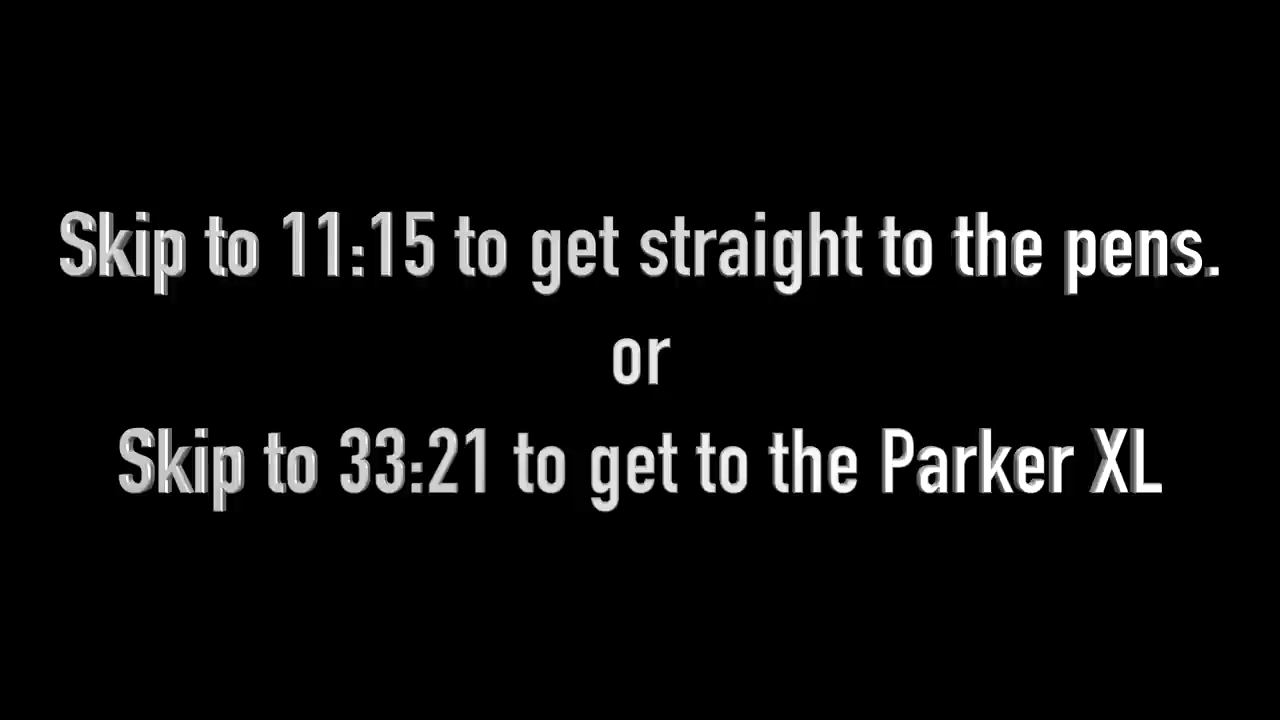 Skip to 11:15 to get straight to the pens.
or
Skip to 33:21 to get to the Parker XL